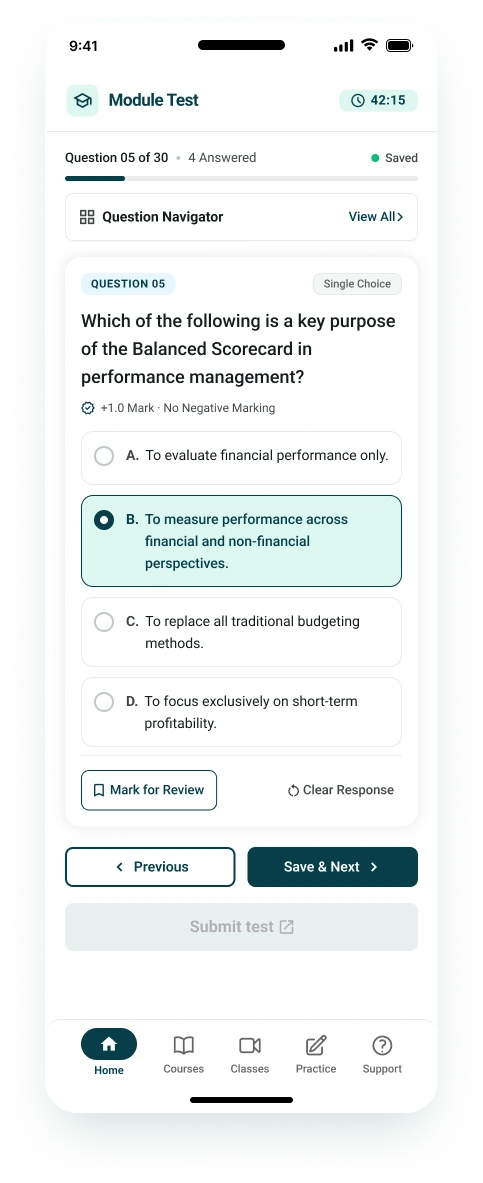 9:41
Module Test
42:15
Question 05 of 30 • 4 Answered
Saved
Question Navigator
View All
QUESTION 05
Single Choice
Which of the following is a key purpose
of the Balanced Scorecard in
performance management?
+1.0 Mark · No Negative Marking
A. To evaluate financial performance only.
B. To measure performance across
financial and non-financial
perspectives.
C. To replace all traditional budgeting
methods.
D. To focus exclusively on short-term
profitability.
Mark for Review
Clear Response
Previous
Save & Next
Submit test
Home
Courses
Classes
Practice
Support